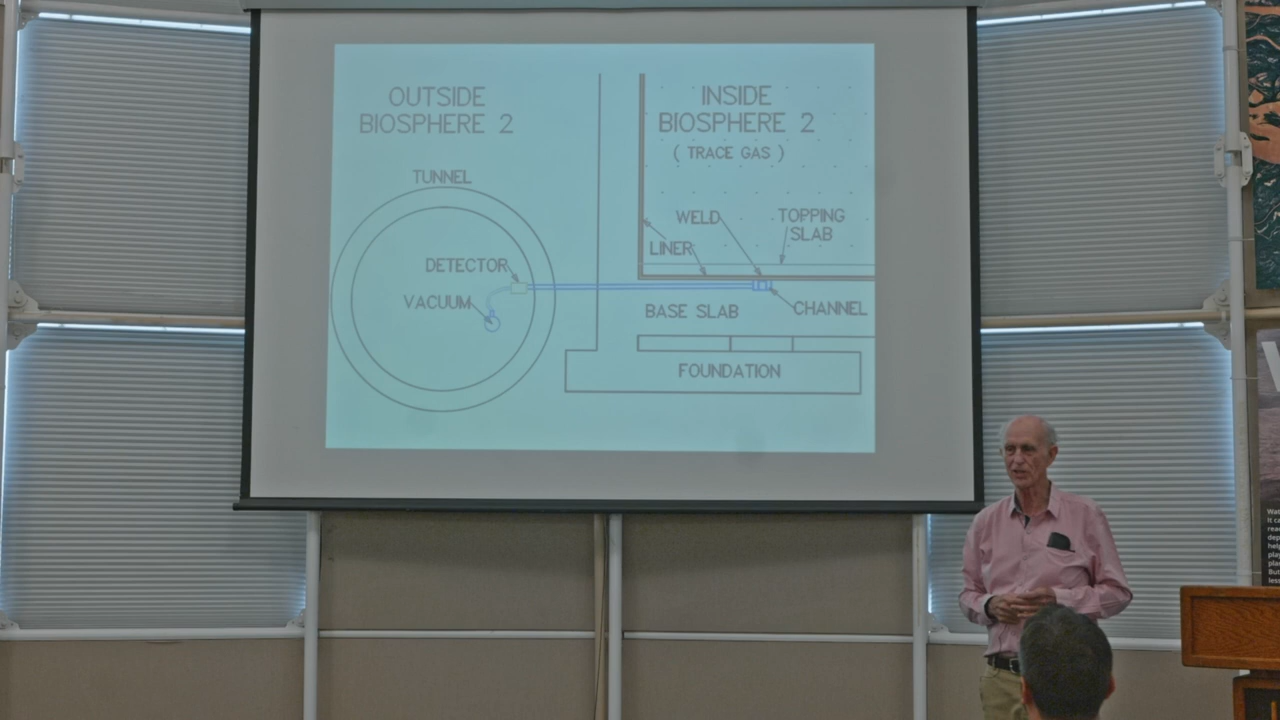 OUTSIDE
BIOSPHERE 2
INSIDE
BIOSPHERE 2
( TRACE GAS )
TUNNEL
WELD
TOPPING
SLAB
LINER
DETECTOR
VACUUM
BASE SLAB
CHANNEL
FOUNDATION